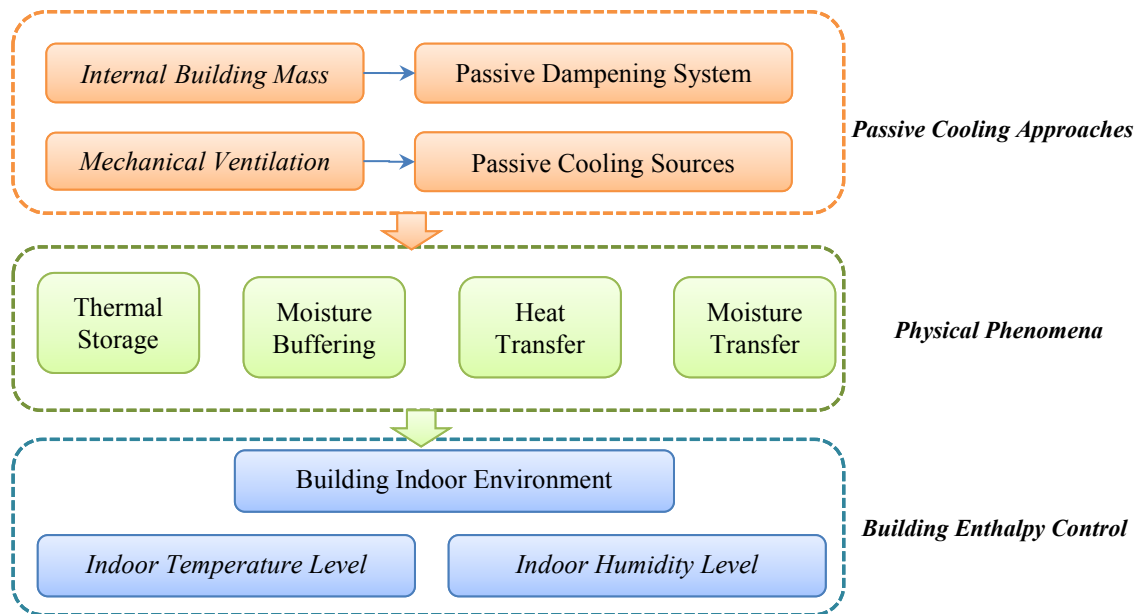 Internal Building Mass
Passive Dampening System
Passive Cooling Approaches
Mechanical Ventilation
Passive Cooling Sources
Thermal
Storage
Moisture
Buffering
Heat
Transfer
Moisture
Transfer
Physical Phenomena
Building Indoor Environment
Building Enthalpy Control
Indoor Temperature Level
Indoor Humidity Level